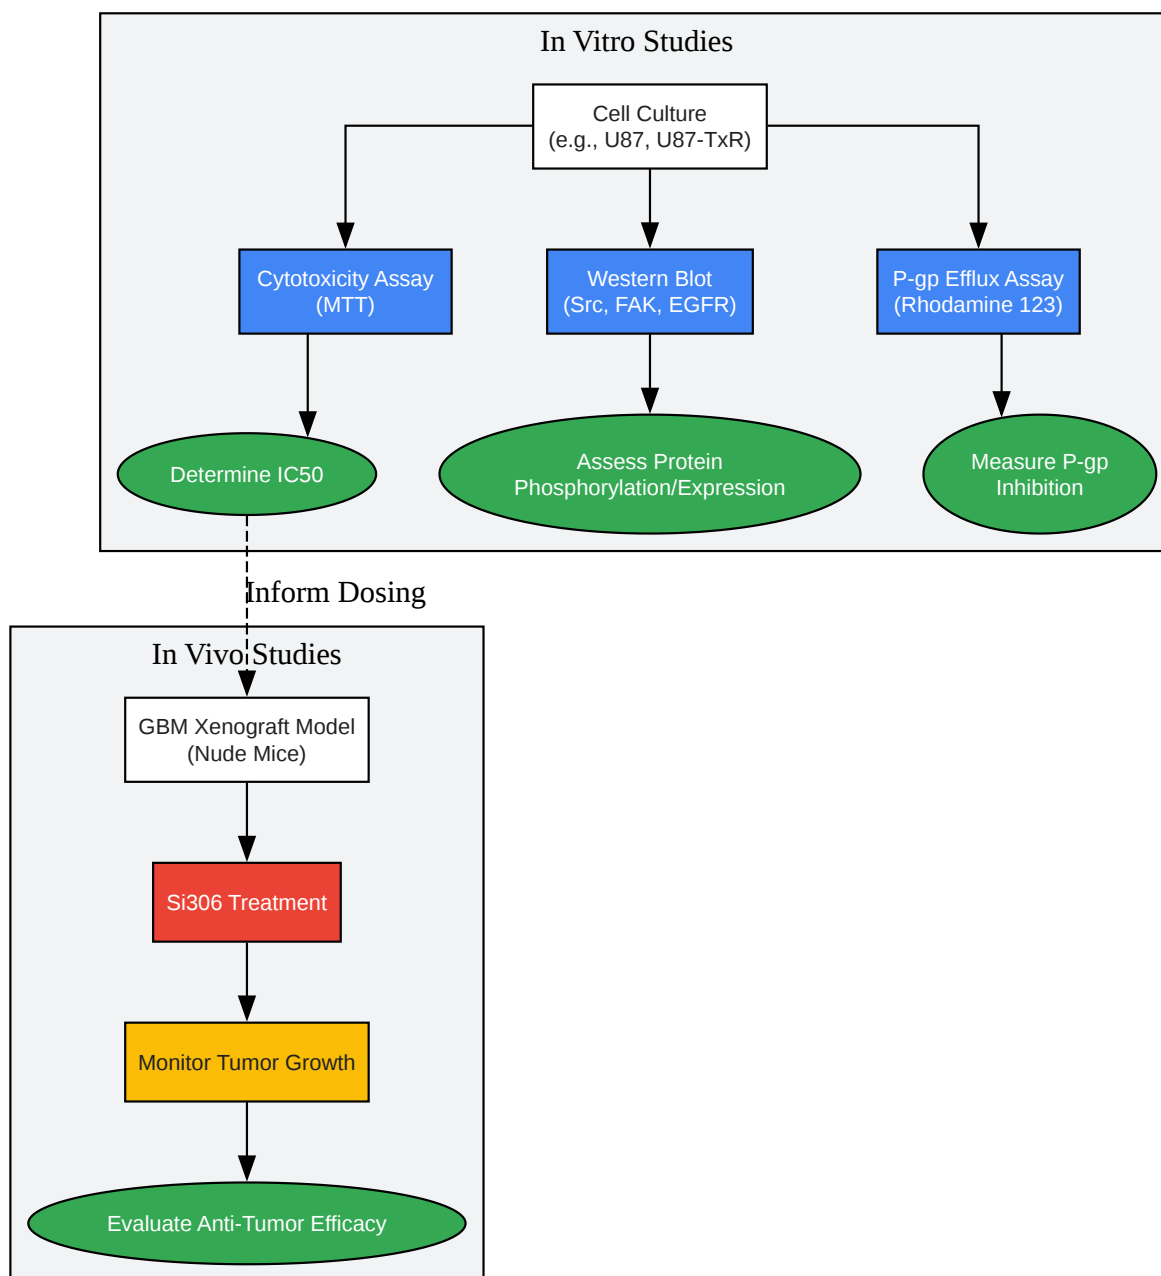 In Vitro Studies
Cell Culture
(e.g., U87, U87-TxR)
Cytotoxicity Assay
(MTT)
Western Blot
(Src, FAK, EGFR)
P-gp Efflux Assay
(Rhodamine 123)
Determine IC50
Assess Protein
Phosphorylation/Expression
Measure P-gp
Inhibition
Inform Dosing
In Vivo Studies
GBM Xenograft Model
(Nude Mice)
Si306 Treatment
Monitor Tumor Growth
Evaluate Anti-Tumor Efficacy